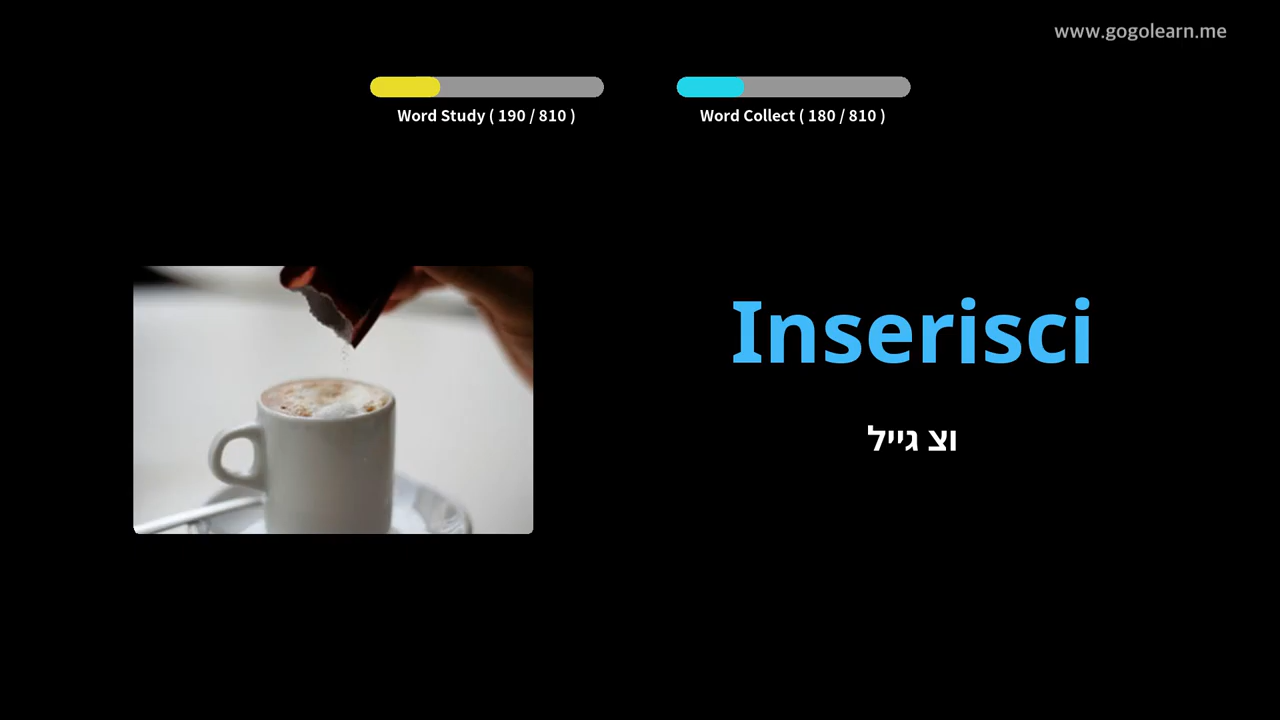 www.gogolearn.me
Word Study ( 190 / 810 )
Word Collect ( 180 / 810 )
Inserisci
וצ גייל